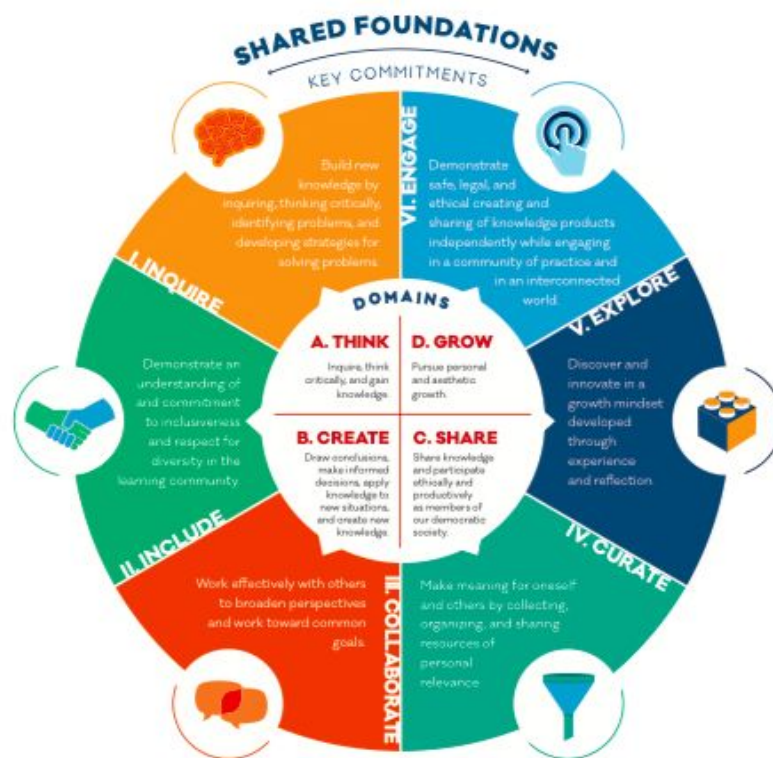 SHARED FOUNDATIONS
KEY COMMITMENTS
I. INQUIRE
Build new
knowledge by
inquiring, thinking critically,
identifying problems, and
developing strategies for
solving problems.
II. INCLUDE
Demonstrate an
understanding of
and commitment
to inclusiveness
and respect for
diversity in the
learning community.
III. COLLABORATE
Work effectively with others
to broaden perspectives
and work toward common
goals.
IV. CURATE
Make meaning for oneself
and others by collecting,
organizing, and sharing
resources of
personal
relevance.
V. EXPLORE
Discover and
innovate in a
growth mindset
developed
through
experience
and reflection.
VI. ENGAGE
Demonstrate
safe, legal, and
ethical creating and
sharing of knowledge products
independently while engaging
in a community of practice and
in an interconnected
world.
DOMAINS
A. THINK
Inquire, think
critically, and gain
knowledge.
B. CREATE
Draw conclusions,
make informed
decisions, apply
knowledge to
new situations,
and create new
knowledge.
C. SHARE
Share knowledge
and participate
ethically and
productively
as members of
our democratic
society.
D. GROW
Pursue personal
and aesthetic
growth.